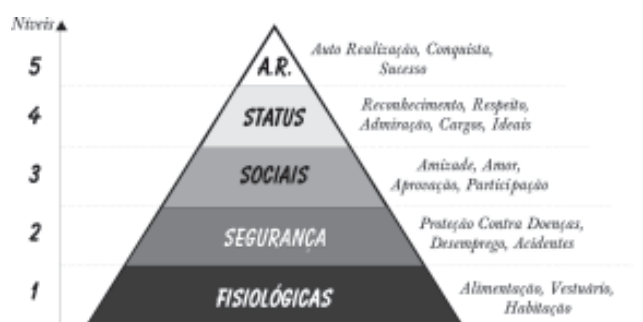 Níveis
5
A.R.
Auto Realização, Conquista,
Sucesso
4
STATUS
Reconhecimento, Respeito,
Admiração, Cargos, Ideais
3
SOCIAIS
Amizade, Amor,
Aprovação, Participação
2
SEGURANÇA
Proteção Contra Doenças,
Desemprego, Acidentes
1
FISIOLÓGICAS
Alimentação, Vestuário,
Habitação